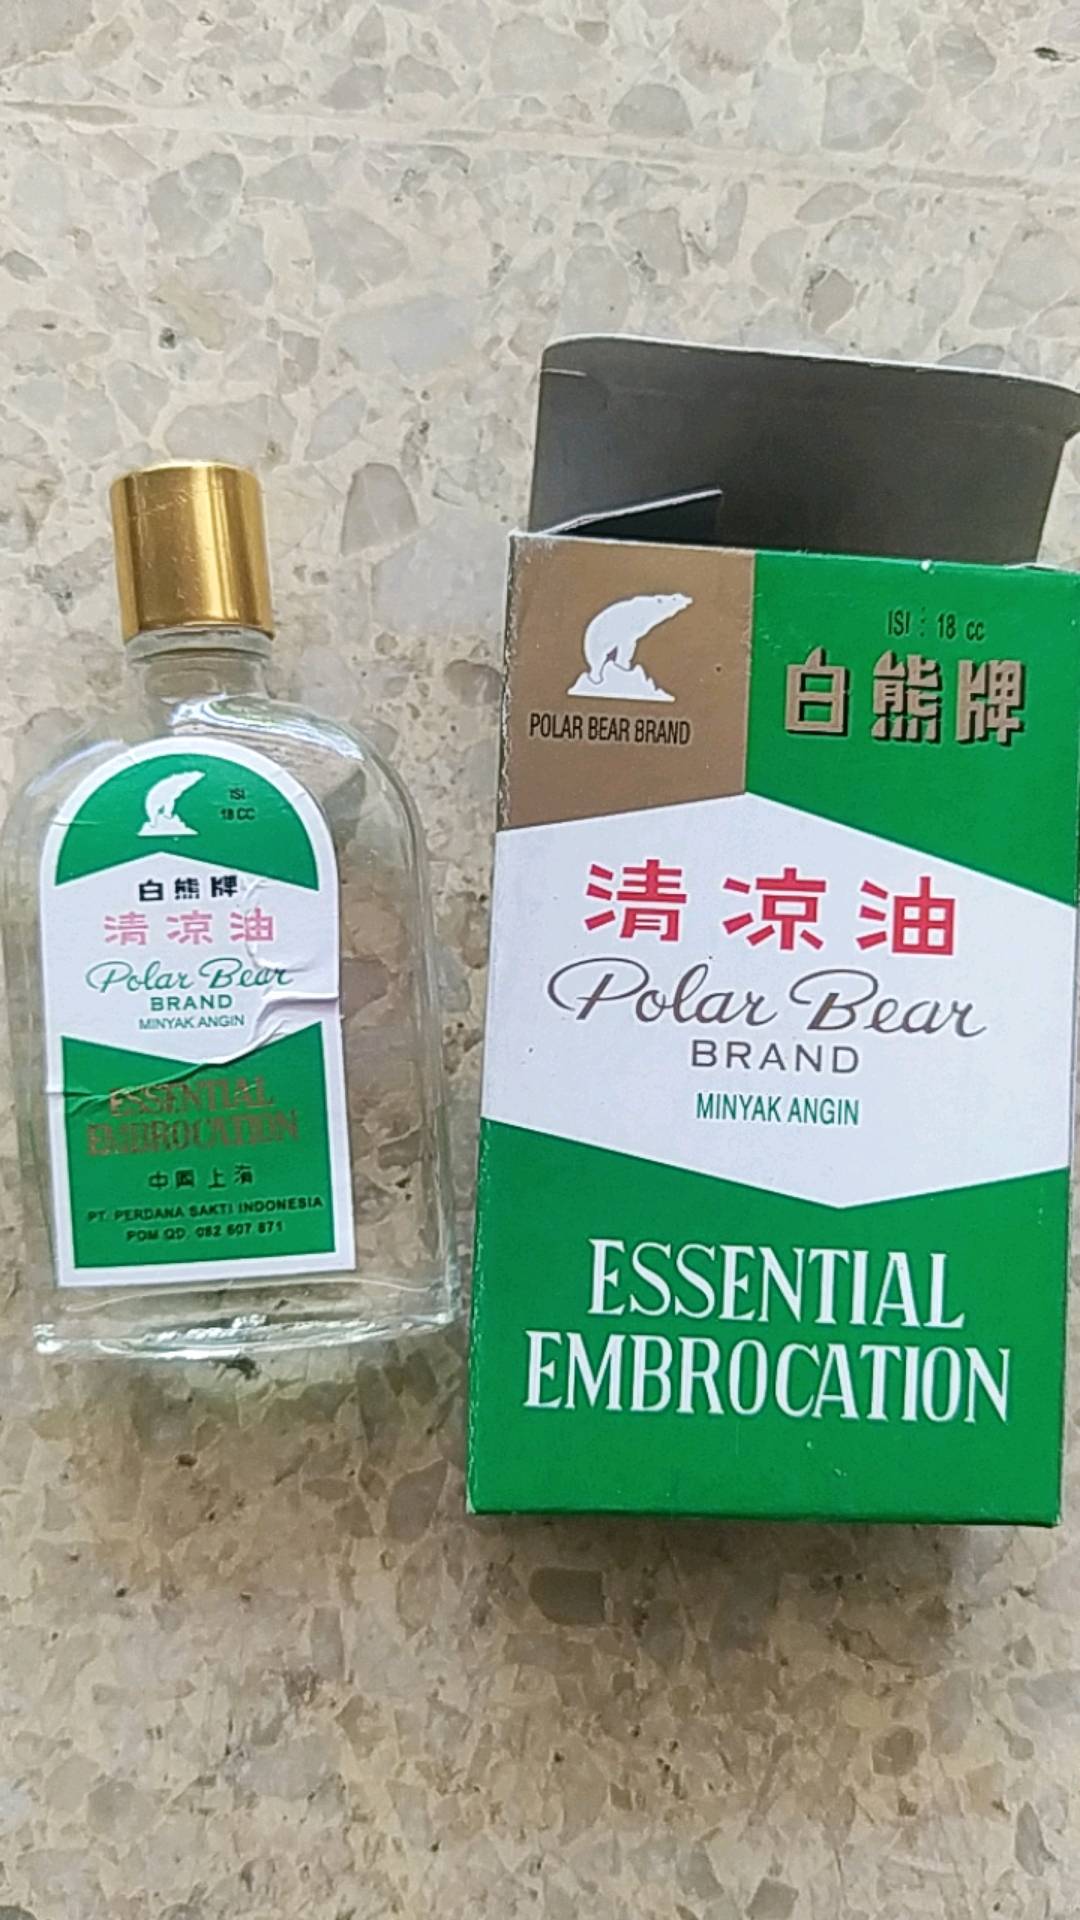 ISI
18 CC
白熊牌
清凉油
Polar Bear
BRAND
MINYAK ANGIN
ESSENTIAL
EMBROCATION
中國上海
PT. PERDANA SAKTI INDONESIA
POM QD. 082 607 871
POLAR BEAR BRAND
ISI : 18 cc
白熊牌
清凉油
Polar Bear
BRAND
MINYAK ANGIN
ESSENTIAL
EMBROCATION